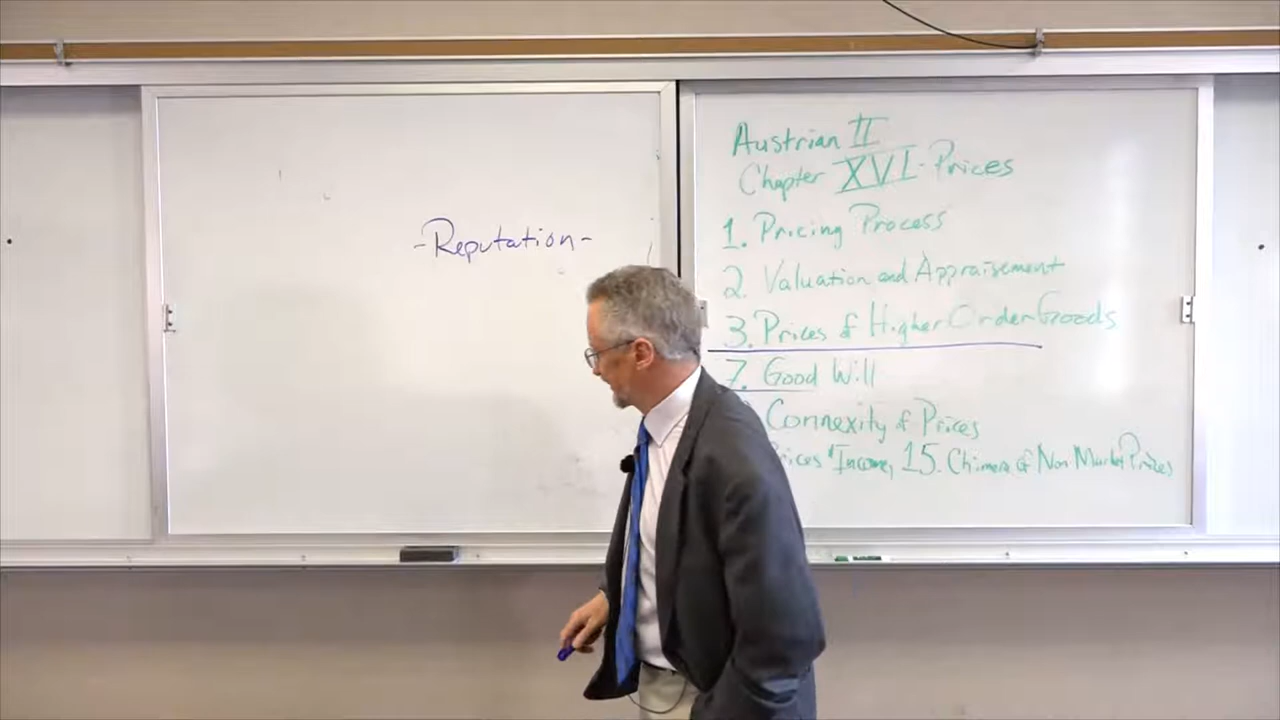 -Reputation-
Austrian II
Chapter XVI-Prices
1. Pricing Process
2. Valuation and Appraisement
3. Prices of Higher Order Goods
7. Good Will
Connexity of Prices
Prices & Income, 15. Chimera of Non Market Prices